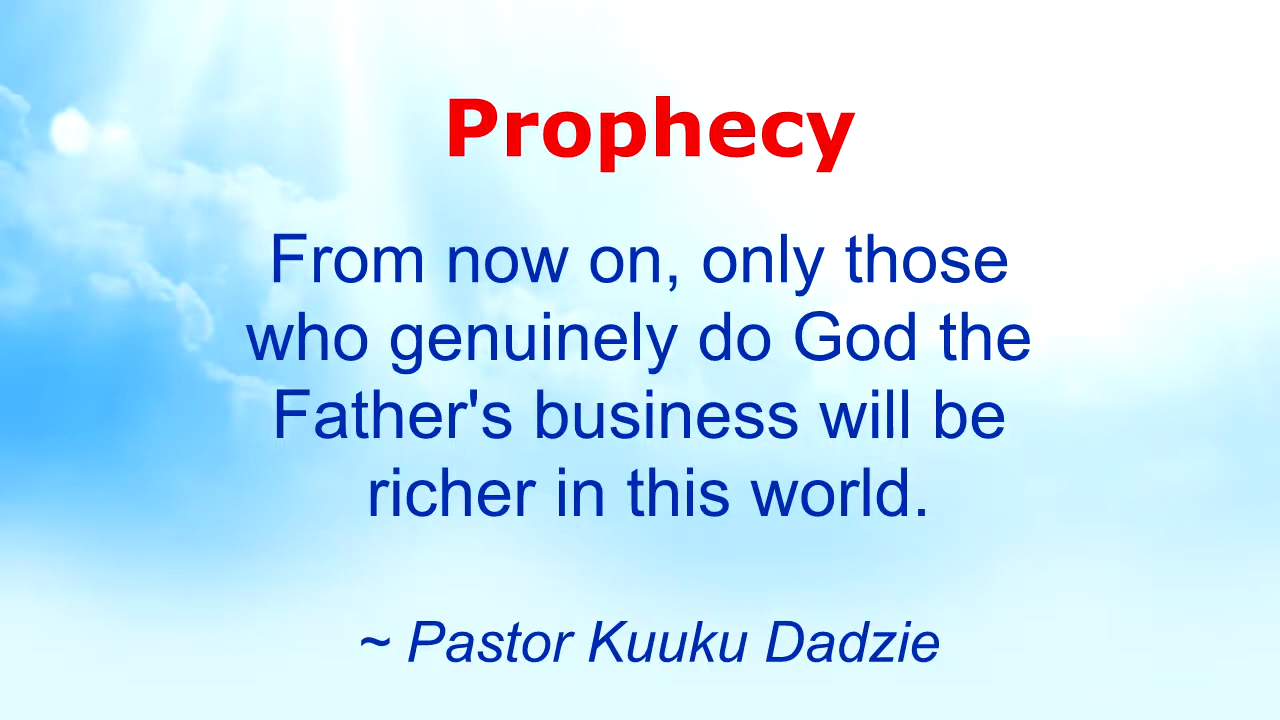 Prophecy
From now on, only those
who genuinely do God the
Father's business will be
richer in this world.
~ Pastor Kuuku Dadzie